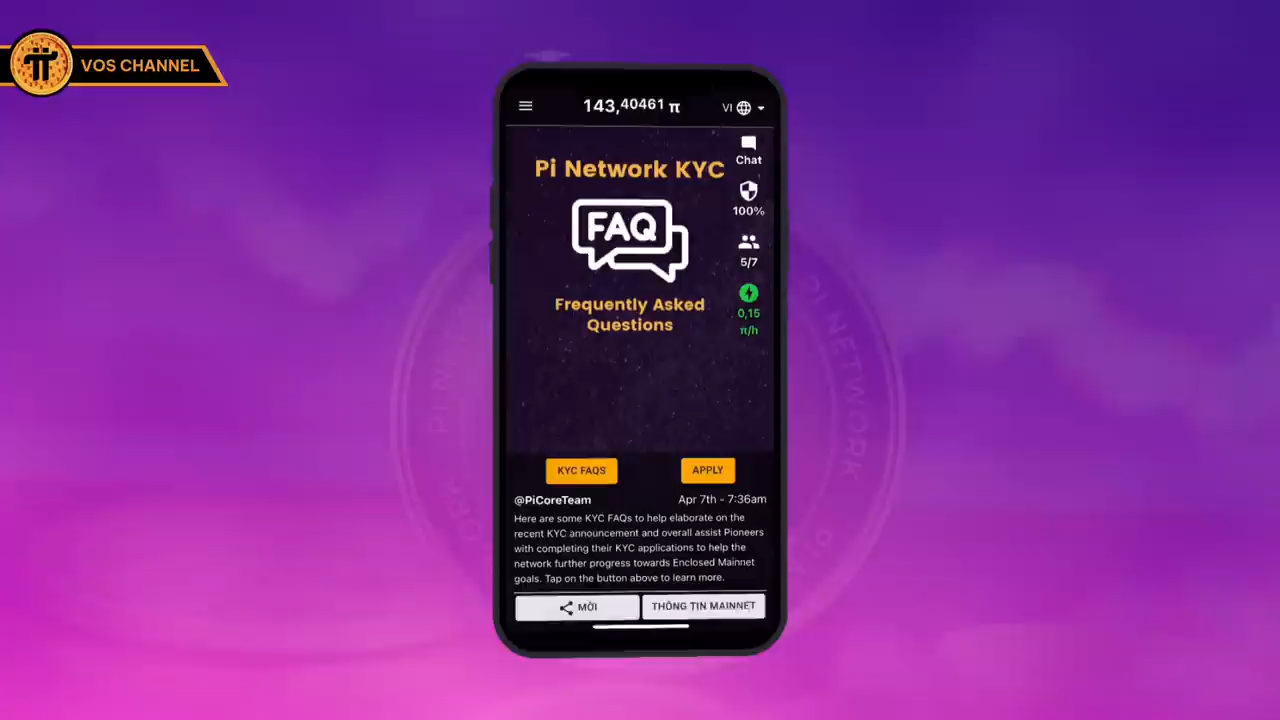 VOS CHANNEL
143,40461 π
VI
Pi Network KYC
Chat
FAQ
100%
5/7
Frequently Asked
Questions
0,15
π/h
KYC FAQS
APPLY
@PiCoreTeam
Apr 7th - 7:36am
Here are some KYC FAQs to help elaborate on the
recent KYC announcement and overall assist Pioneers
with completing their KYC applications to help the
network further progress towards Enclosed Mainnet
goals. Tap on the button above to learn more.
MỜI
THÔNG TIN MAINNET
PI NETWORK